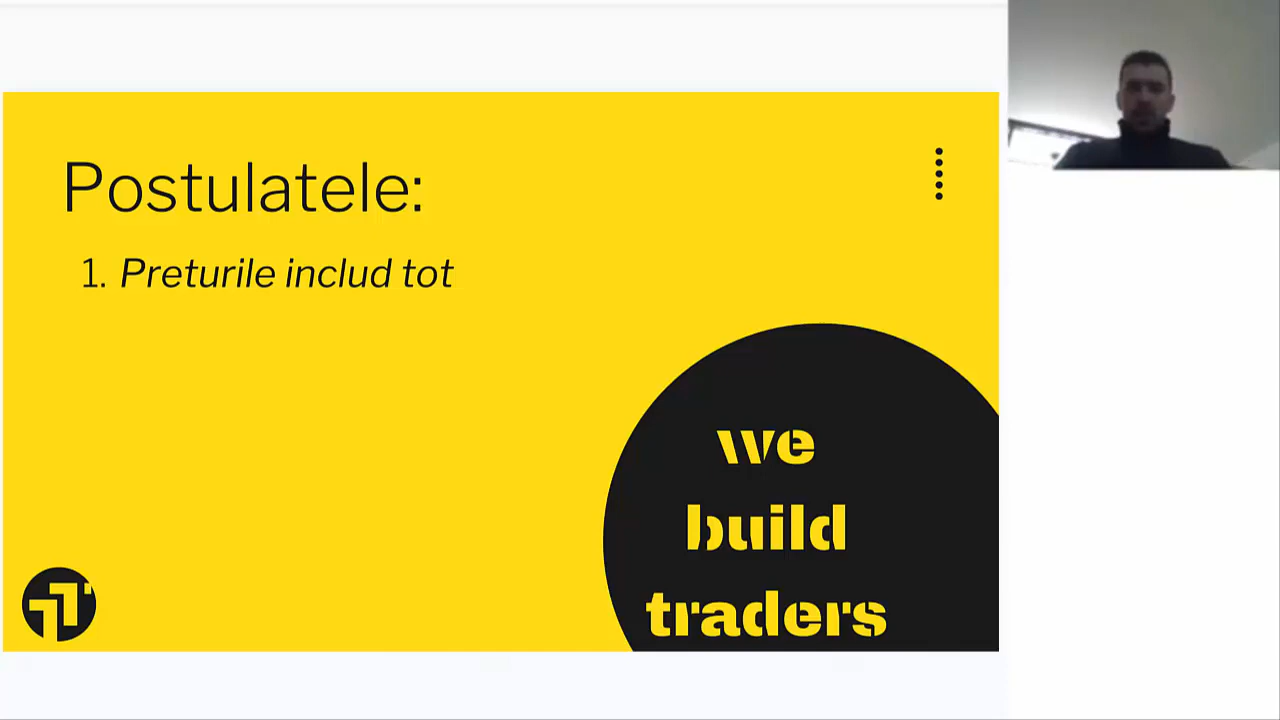 Postulatele:
1. Preturile includ tot
we
build
traders